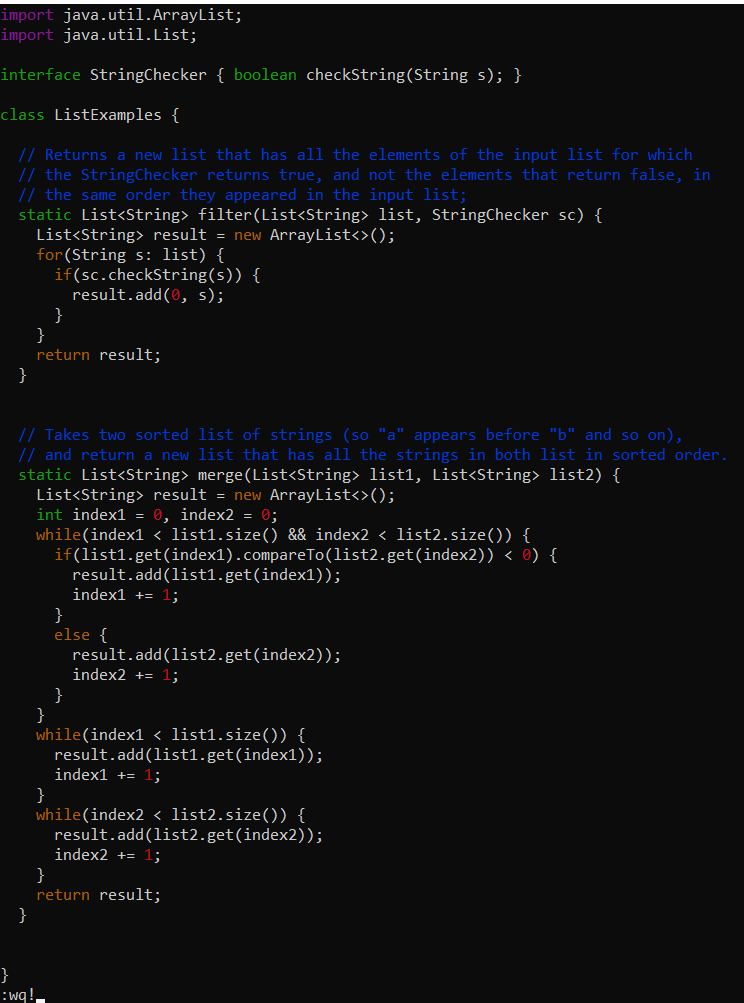 import java.util.ArrayList;
import java.util.List;

interface StringChecker { boolean checkString(String s); }

class ListExamples {

  // Returns a new list that has all the elements of the input list for which
  // the StringChecker returns true, and not the elements that return false, in
  // the same order they appeared in the input list;
  static List<String> filter(List<String> list, StringChecker sc) {
    List<String> result = new ArrayList<>();
    for(String s: list) {
      if(sc.checkString(s)) {
        result.add(0, s);
      }
    }
    return result;
  }


  // Takes two sorted list of strings (so "a" appears before "b" and so on),
  // and return a new list that has all the strings in both list in sorted order.
  static List<String> merge(List<String> list1, List<String> list2) {
    List<String> result = new ArrayList<>();
    int index1 = 0, index2 = 0;
    while(index1 < list1.size() && index2 < list2.size()) {
      if(list1.get(index1).compareTo(list2.get(index2)) < 0) {
        result.add(list1.get(index1));
        index1 += 1;
      }
      else {
        result.add(list2.get(index2));
        index2 += 1;
      }
    }
    while(index1 < list1.size()) {
      result.add(list1.get(index1));
      index1 += 1;
    }
    while(index2 < list2.size()) {
      result.add(list2.get(index2));
      index2 += 1;
    }
    return result;
  }


}
:wq!